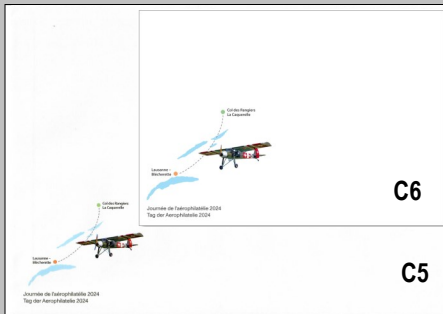 Col des Rangiers
La Caquerelle
Lausanne –
Blécherette
Journée de l'aérophilatélie 2024
Tag der Aerophilatelie 2024
C6
Col des Rangiers
La Caquerelle
Lausanne –
Blécherette
Journée de l'aérophilatélie 2024
Tag der Aerophilatelie 2024
C5